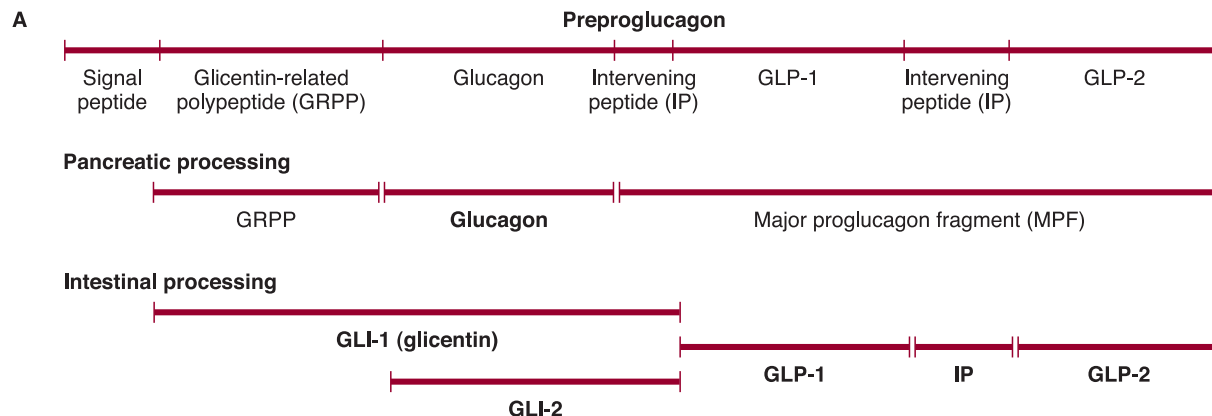 A
Preproglucagon
Signal peptide
Glicentin-related polypeptide (GRPP)
Glucagon
Intervening peptide (IP)
GLP-1
Intervening peptide (IP)
GLP-2
Pancreatic processing
GRPP
Glucagon
Major proglucagon fragment (MPF)
Intestinal processing
GLI-1 (glicentin)
GLP-1
IP
GLP-2
GLI-2